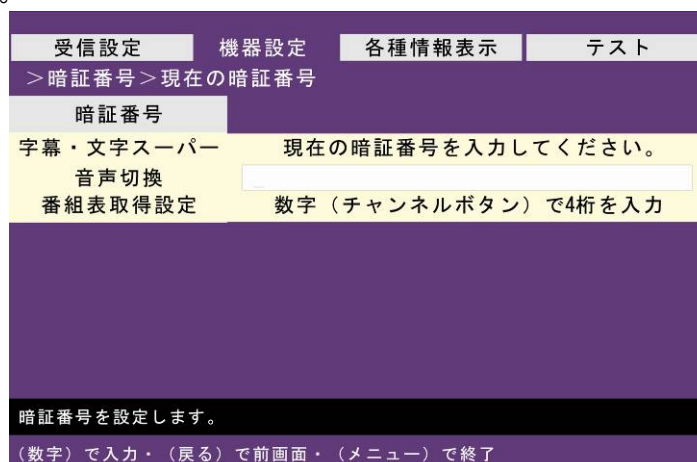 受信設定 機器設定 各種情報表示 テスト
＞暗証番号＞現在の暗証番号
暗証番号
字幕・文字スーパー 現在の暗証番号を入力してください。
音声切換
番組表取得設定 数字（チャンネルボタン）で4桁を入力
暗証番号を設定します。
（数字）で入力・（戻る）で前画面・（メニュー）で終了